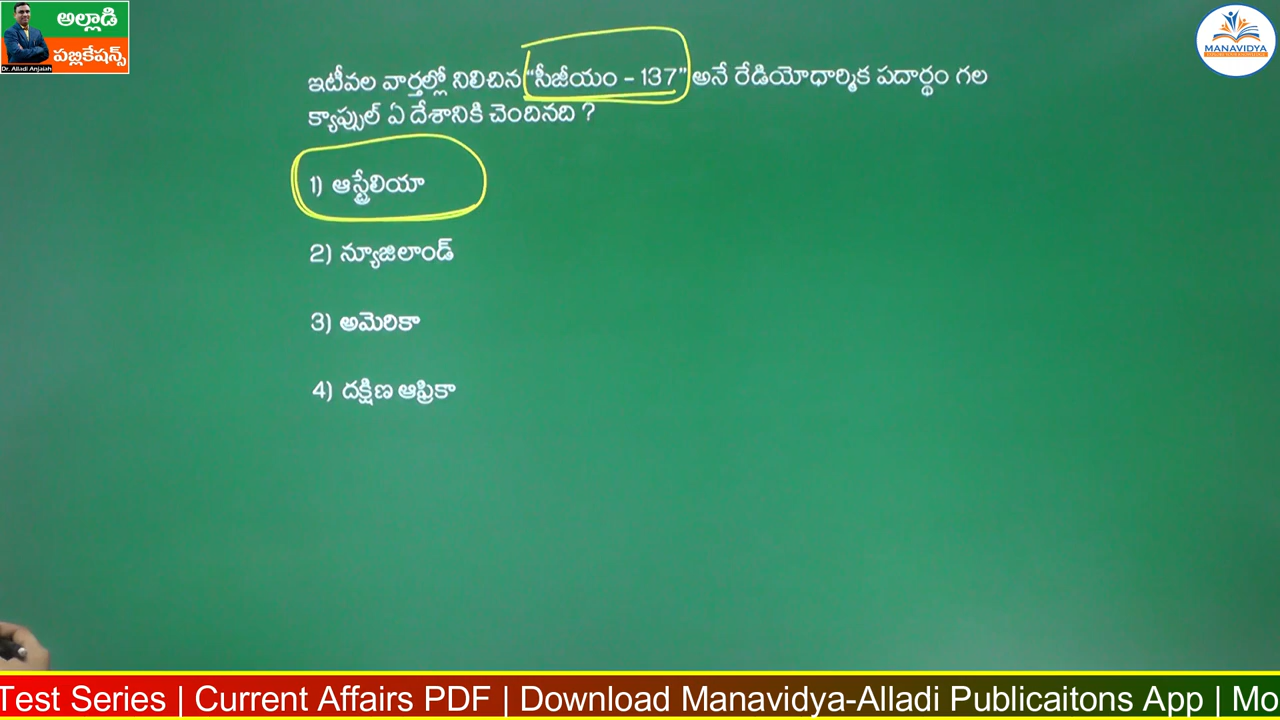 అల్లాడి
పబ్లికేషన్స్
Dr. Alladi Anjaiah
MANAVIDYA
ఇటీవల వార్తల్లో నిలిచిన "సీజీయం - 137" అనే రేడియోధార్మిక పదార్థం గల
క్యాప్సుల్ ఏ దేశానికి చెందినది ?
1) ఆస్ట్రేలియా
2) న్యూజిలాండ్
3) అమెరికా
4) దక్షిణ ఆఫ్రికా
Test Series | Current Affairs PDF | Download Manavidya-Alladi Publicaitons App | Mo